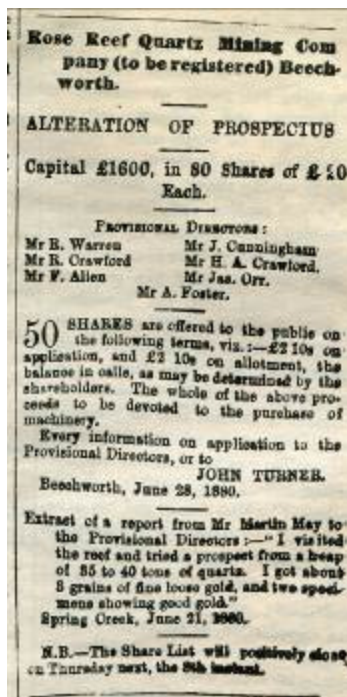 Rose Reef Quartz Mining Com
pany (to be registered) Beech-
worth.
ALTERATION OF PROSPECTUS
Capital £1600, in 80 Shares of £20
Each.
PROVISIONAL DIRECTORS:
Mr R. Warren Mr J. Cunningham
Mr R. Crawford Mr H. A. Crawford.
Mr F. Allen Mr Jas. Orr.
Mr A. Foster.
50 SHARES are offered to the public on
the following terms, viz.:—£2 10s on
application, and £2 10s on allotment, the
balance in calls, as may be determined by the
shareholders. The whole of the above pro-
ceeds to be devoted to the purchase of
machinery.
Every information on application to the
Provisional Directors, or to
JOHN TURNER.
Beechworth, June 28, 1880.
Extract of a report from Mr Martin May to
the Provisional Directors:—"I visited
the reef and tried a prospect from a heap
of 35 to 40 tons of quartz. I got about
8 grains of fine loose gold, and two speci
mens showing good gold."
Spring Creek, June 21, 1880.
N.B.—The Share List will positively close
on Thursday next, the 8th instant.